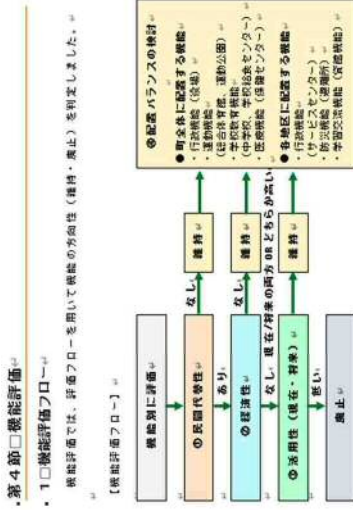 第4節□機能評価
1□機能評価フロー
機能評価では、評価フローを用いて機能の方向性（維持・廃止）を判定しました。
【機能評価フロー】
機能別に評価
①民間代替性
なし
維持
あり
②経済性
なし
維持
なし
現在/将来の両方 OR どちらか高い
③活用性（現在・将来）
維持
低い
廃止
④配置バランスの検討
●町全体に配置する機能
・行政機能（役場）
・運動機能
（総合体育館、運動公園）
・学校教育機能
（中学校、学校給食センター）
・医療機能（保健センター）
●各地区に配置する機能
・行政機能
（サービスセンター）
・防災機能（避難所）
・学習交流機能（貸館機能）